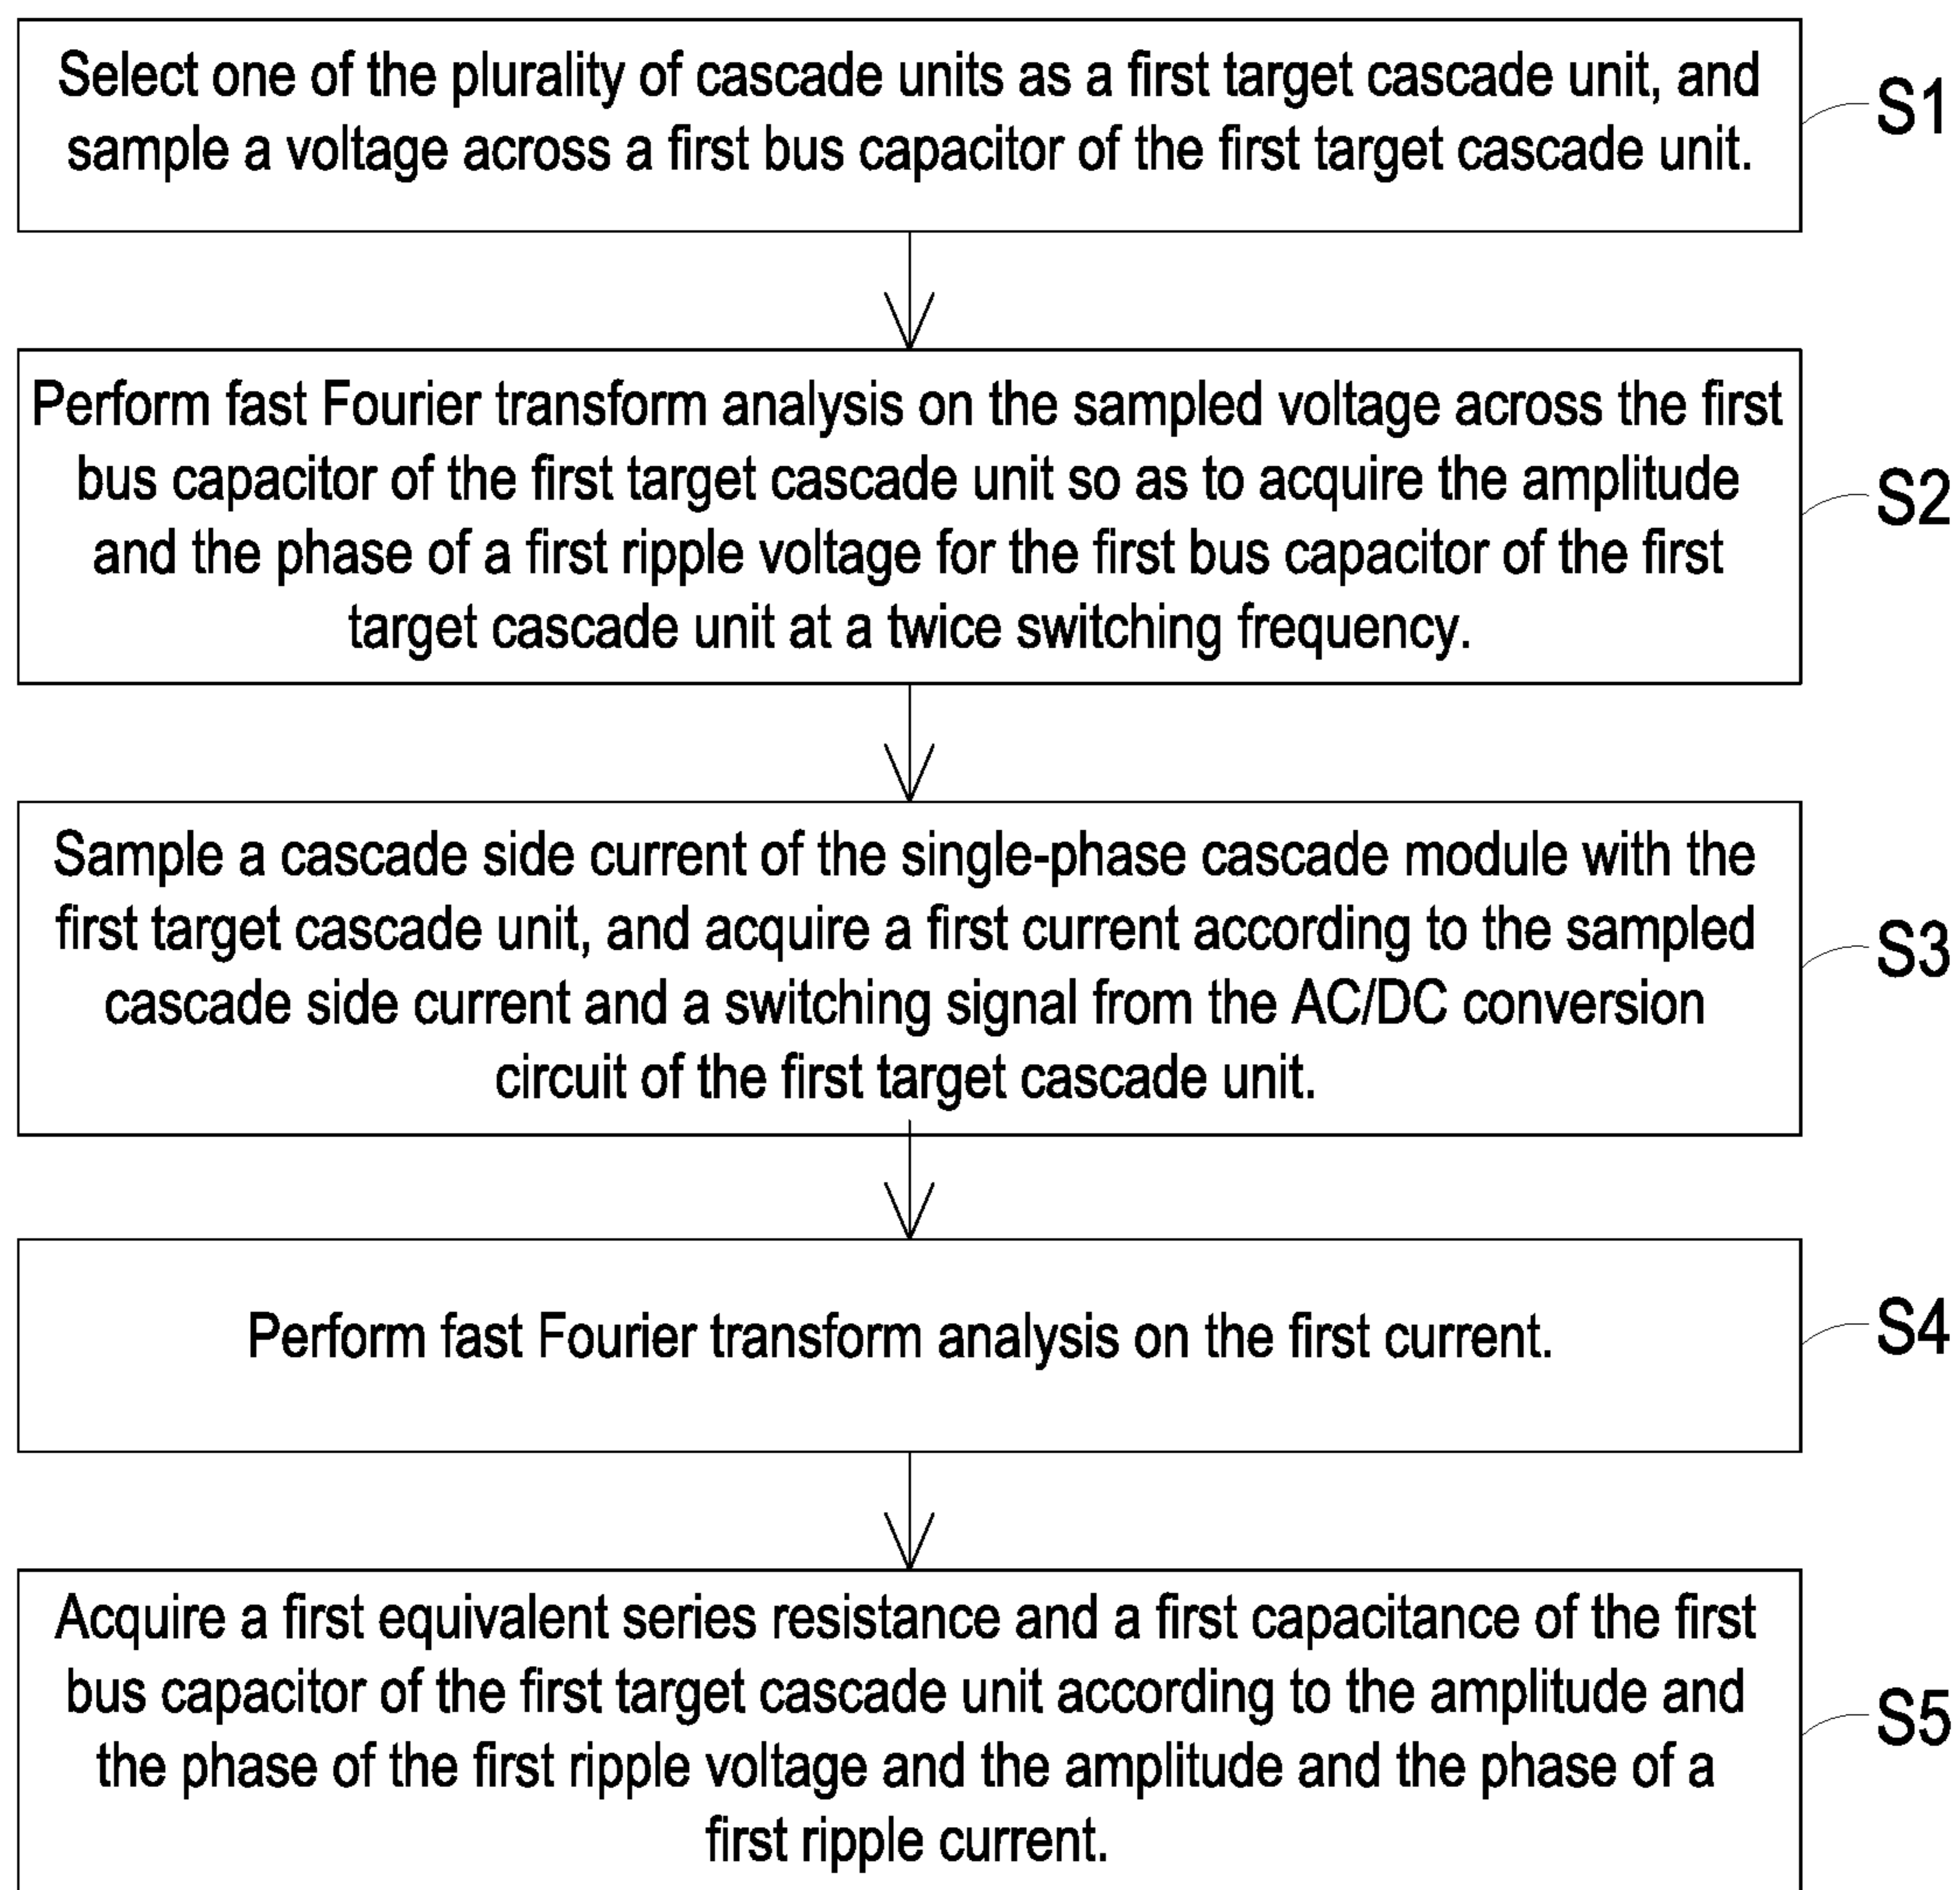 Select one of the plurality of cascade units as a first target cascade unit, and
sample a voltage across a first bus capacitor of the first target cascade unit.
S1
Perform fast Fourier transform analysis on the sampled voltage across the first
bus capacitor of the first target cascade unit so as to acquire the amplitude
and the phase of a first ripple voltage for the first bus capacitor of the first
target cascade unit at a twice switching frequency.
S2
Sample a cascade side current of the single-phase cascade module with the
first target cascade unit, and acquire a first current according to the sampled
cascade side current and a switching signal from the AC/DC conversion
circuit of the first target cascade unit.
S3
Perform fast Fourier transform analysis on the first current.
S4
Acquire a first equivalent series resistance and a first capacitance of the first
bus capacitor of the first target cascade unit according to the amplitude and
the phase of the first ripple voltage and the amplitude and the phase of a
first ripple current.
S5